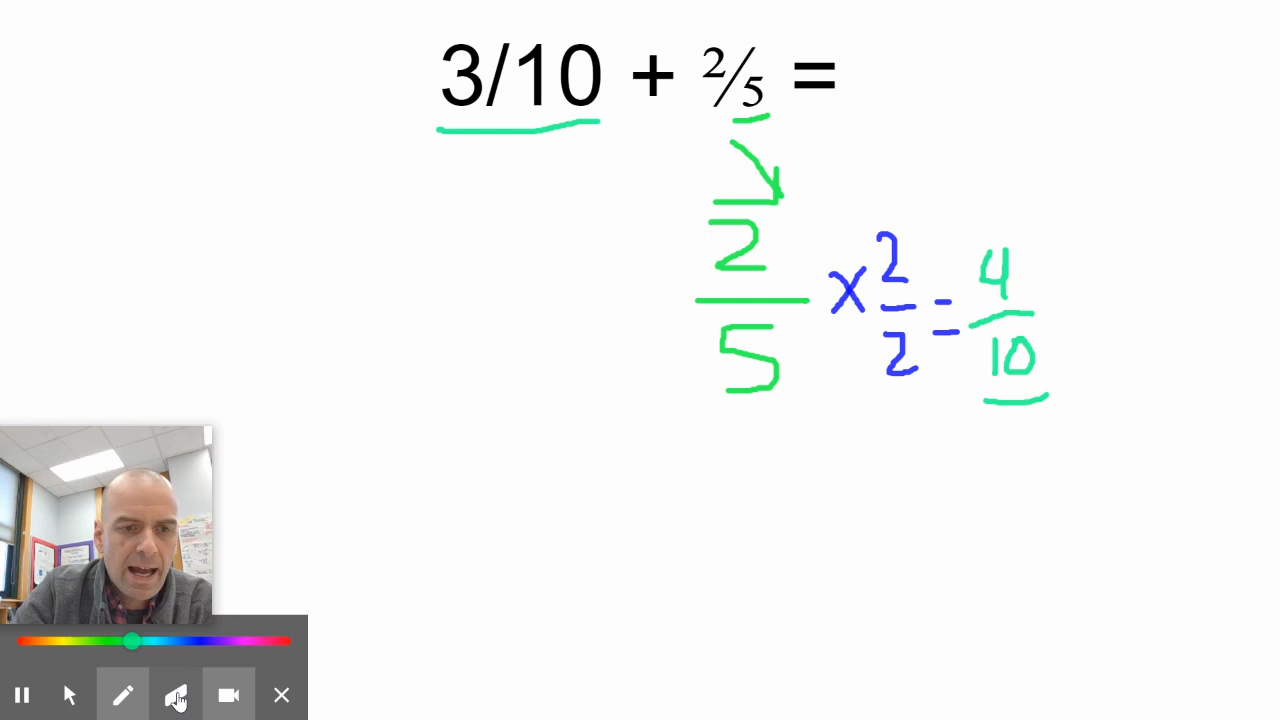 3/10 + ⅖ =
2/5 x 2/2 = 4/10